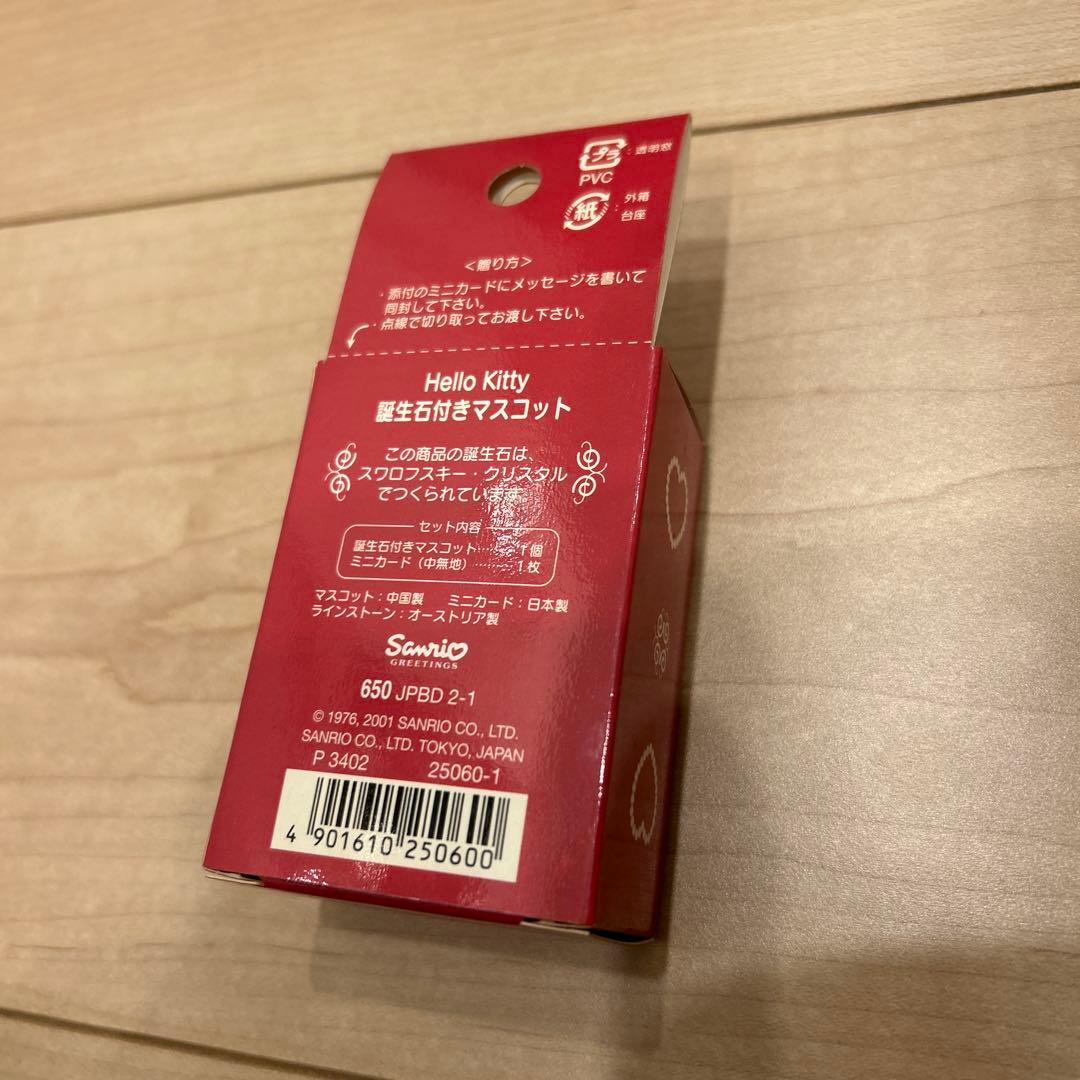 プラ
:透明窓
PVC
紙
:
外箱
台座
<贈り方>
・添付のミニカードにメッセージを書いて
同封して下さい。
・点線で切り取ってお渡し下さい。
Hello Kitty
誕生石付きマスコット
この商品の誕生石は、
スワロフスキー・クリスタル
でつくられています。
セット内容
誕生石付きマスコット………1個
ミニカード(中無地)………1枚
マスコット:中国製 ミニカード:日本製
ラインストーン:オーストリア製
Sanrio
GREETINGS
650 JPBD 2-1
© 1976, 2001 SANRIO CO., LTD.
SANRIO CO., LTD. TOKYO, JAPAN
P 3402 25060-1
4 901610 250600